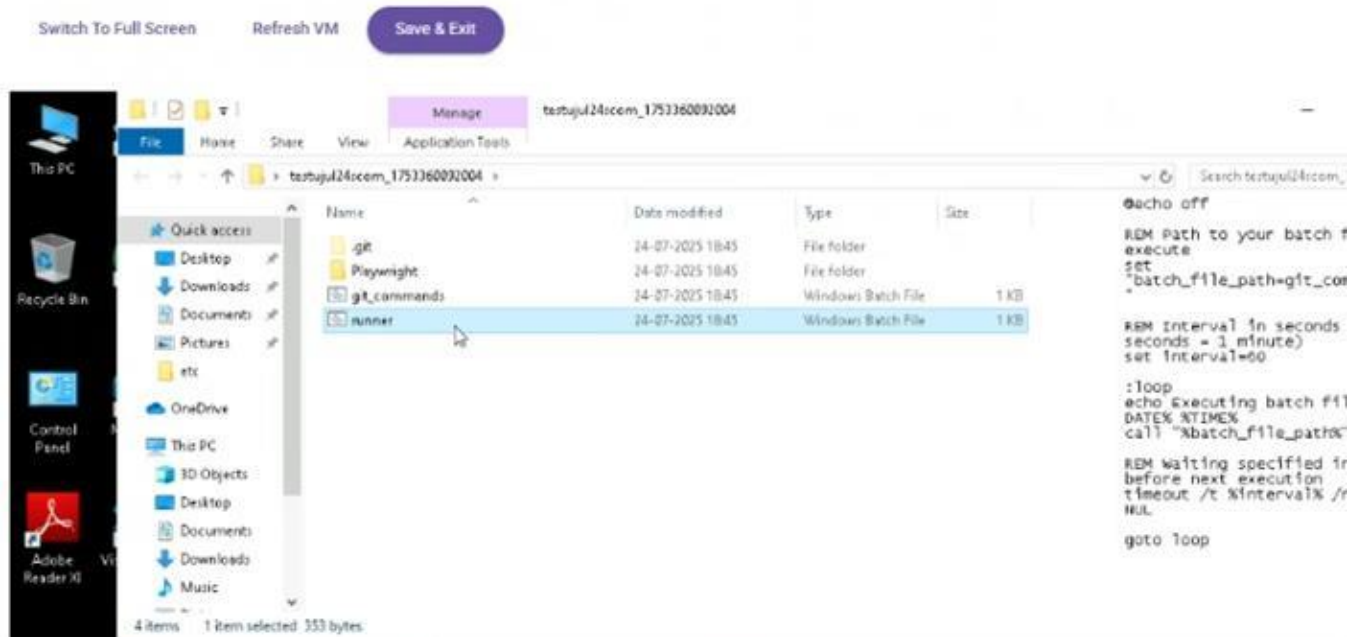 Switch To Full Screen
Refresh VM
Save & Exit
Manage
testujul24scom_1753360092004
File
Home
Share
View
Application Tools
testujul24scom_1753360092004
Search testujul24scom_
This PC
Recycle Bin
Control
Panel
Adobe
Reader XI
Quick access
Desktop
Downloads
Documents
Pictures
etc
OneDrive
This PC
3D Objects
Desktop
Documents
Downloads
Music
Name
Date modified
Type
Size
.git
24-07-2025 18:45
File folder
Playwright
24-07-2025 18:45
File folder
git_commands
24-07-2025 18:45
Windows Batch File
1 KB
runner
24-07-2025 18:45
Windows Batch File
1 KB
@echo off
REM Path to your batch f
execute
set
"batch_file_path=git_com
"
REM Interval in seconds
seconds = 1 minute)
set interval=60
:loop
echo Executing batch fil
DATE% %TIME%
call "%batch_file_path%"
REM Waiting specified in
before next execution
timeout /t %interval% /n
NUL
goto loop
4 items
1 item selected 353 bytes